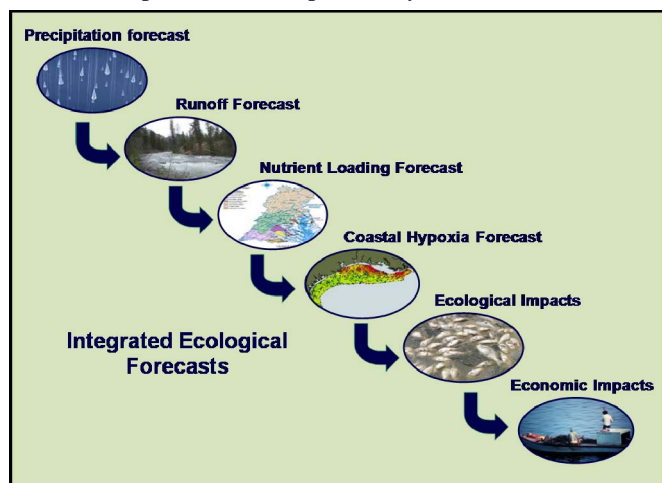 Precipitation forecast
Runoff Forecast
Nutrient Loading Forecast
Coastal Hypoxia Forecast
Ecological Impacts
Integrated Ecological
Forecasts
Economic Impacts